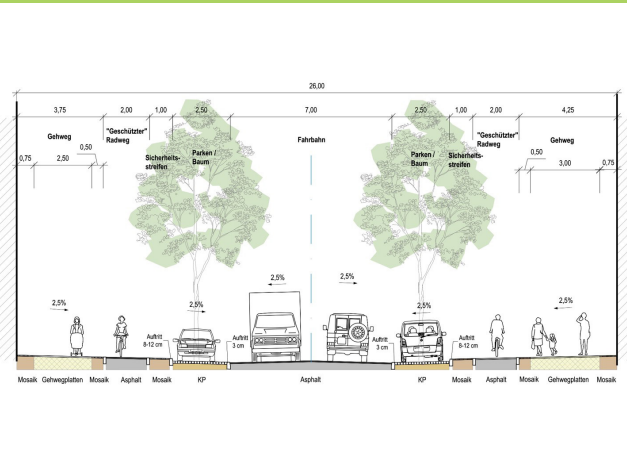 26,00
3,75 2,00 1,00 2,50 7,00 2,50 1,00 2,00 4,25
Gehweg
"Geschützter"
Radweg
Sicherheits-
streifen
Parken /
Baum
Fahrbahn
Parken /
Baum
Sicherheits-
streifen
"Geschützter"
Radweg
Gehweg
0,75 2,50 0,50
0,50 3,00 0,75
2,5% 2,5% 2,5% 2,5% 2,5% 2,5%
Auftritt
8-12 cm
Auftritt
3 cm
Auftritt
3 cm
Auftritt
8-12 cm
Mosaik Gehwegplatten Mosaik Asphalt Mosaik KP Asphalt KP Mosaik Asphalt Mosaik Gehwegplatten Mosaik